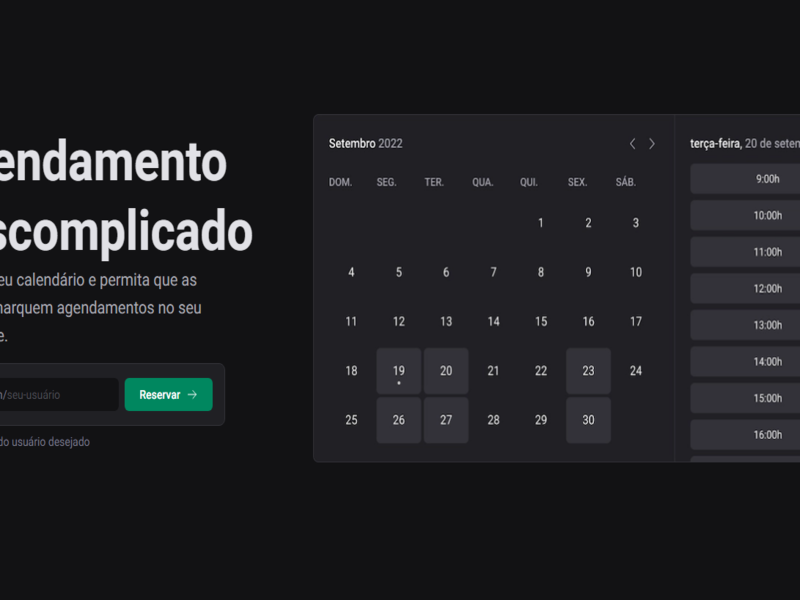 endamento
scomplicado
eu calendário e permita que as
marquem agendamentos no seu
e.
/seu-usuário
Reservar →
do usuário desejado
Setembro 2022
DOM. SEG. TER. QUA. QUI. SEX. SÁB.
1 2 3
4 5 6 7 8 9 10
11 12 13 14 15 16 17
18 19 20 21 22 23 24
25 26 27 28 29 30
terça-feira, 20 de setem
9:00h
10:00h
11:00h
12:00h
13:00h
14:00h
15:00h
16:00h